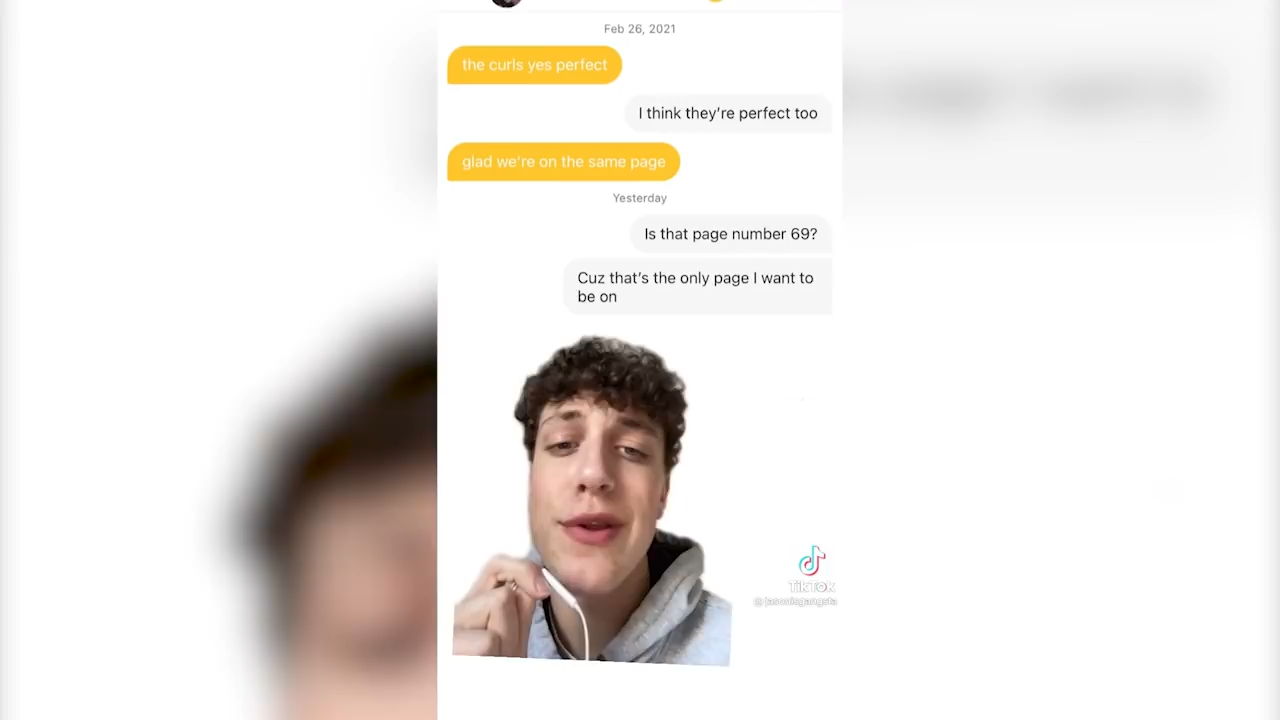 Feb 26, 2021
the curls yes perfect
I think they're perfect too
glad we're on the same page
Yesterday
Is that page number 69?
Cuz that's the only page I want to
be on
TikTok